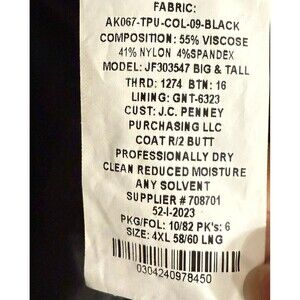 FABRIC:
AK067-TPU-COL-09-BLACK
COMPOSITION: 55% VISCOSE
41% NYLON 4%SPANDEX
MODEL: JF303547 BIG & TALL
THRD: 1274 BTN: 16
LINING: GNT-6323
CUST: J.C. PENNEY
PURCHASING LLC
COAT R/2 BUTT
PROFESSIONALLY DRY
CLEAN REDUCED MOISTURE
ANY SOLVENT
SUPPLIER # 708701
52-I-2023
PKG/FOL: 10/82 PK's: 6
SIZE: 4XL 58/60 LNG
0304240978450